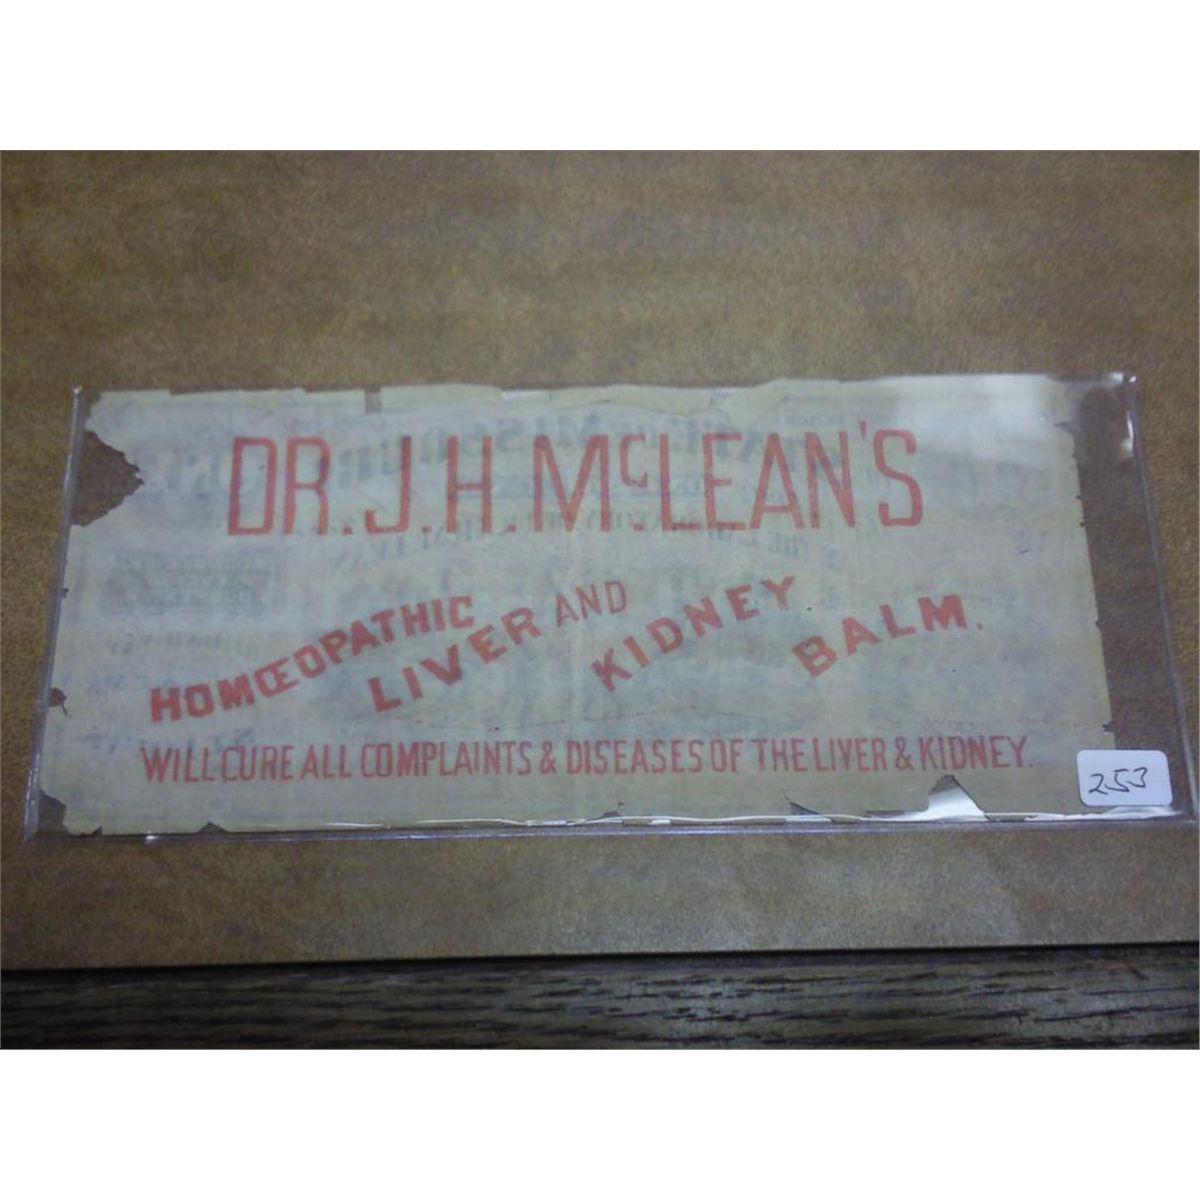 DR. J. H. McLEAN'S
HOMŒOPATHIC
LIVER AND
KIDNEY
BALM.
WILL CURE ALL COMPLAINTS & DISEASES OF THE LIVER & KIDNEY.
253